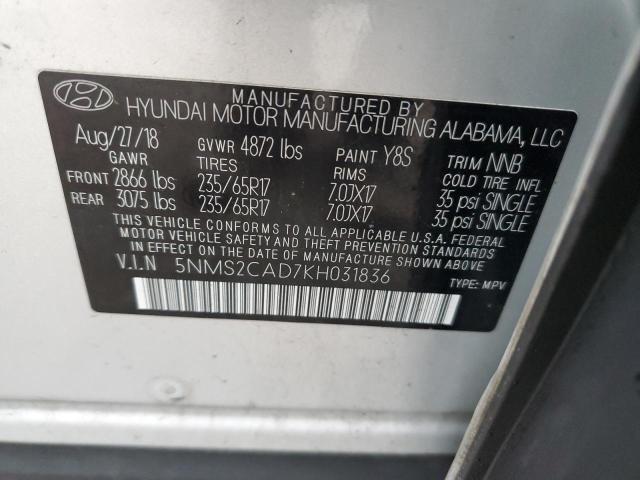 MANUFACTURED BY
HYUNDAI MOTOR MANUFACTURING ALABAMA, LLC
Aug/27/18 GVWR 4872 lbs PAINT Y8S TRIM NNB
GAWR TIRES RIMS COLD TIRE INFL
FRONT 2866 lbs 235/65R17 7.0JX17 35 psi SINGLE
REAR 3075 lbs 235/65R17 7.0JX17 35 psi SINGLE
THIS VEHICLE CONFORMS TO ALL APPLICABLE U.S.A. FEDERAL
MOTOR VEHICLE SAFETY AND THEFT PREVENTION STANDARDS IN
EFFECT ON THE DATE OF MANUFACTURE SHOWN ABOVE.
V.I.N 5NMS2CAD7KH031836
TYPE: MPV